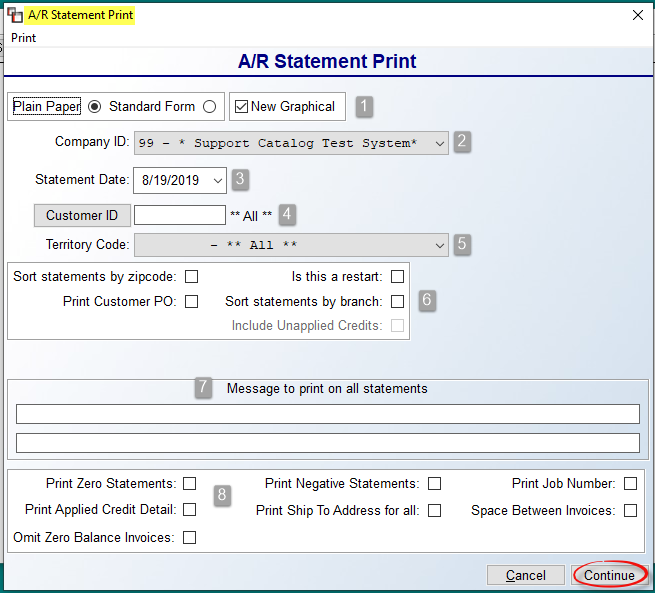 A/R Statement Print
Print
A/R Statement Print
Plain Paper Standard Form New Graphical 1
Company ID: 99 - * Support Catalog Test System* 2
Statement Date: 8/19/2019 3
Customer ID ** All ** 4
Territory Code: - ** All ** 5
Sort statements by zipcode: Is this a restart:
Print Customer PO: Sort statements by branch: 6
Include Unapplied Credits:
7 Message to print on all statements
Print Zero Statements: 8 Print Negative Statements: Print Job Number:
Print Applied Credit Detail: Print Ship To Address for all: Space Between Invoices:
Omit Zero Balance Invoices:
Cancel Continue